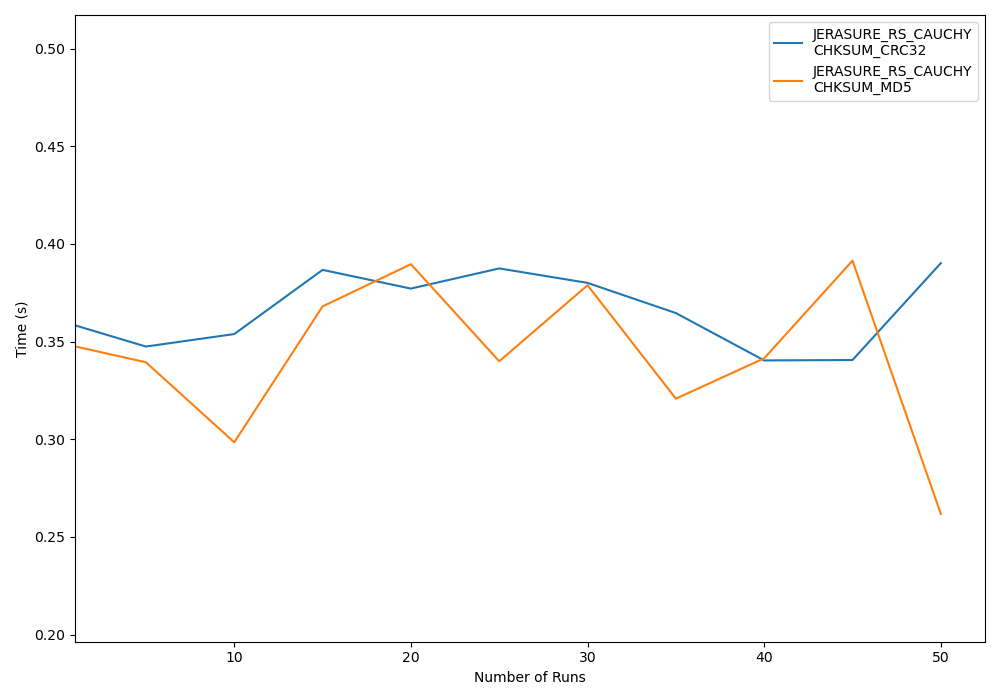 JERASURE_RS_CAUCHY
CHKSUM_CRC32
JERASURE_RS_CAUCHY
CHKSUM_MD5
0.50
0.45
0.40
0.35
0.30
0.25
0.20
Time (s)
10 20 30 40 50
Number of Runs